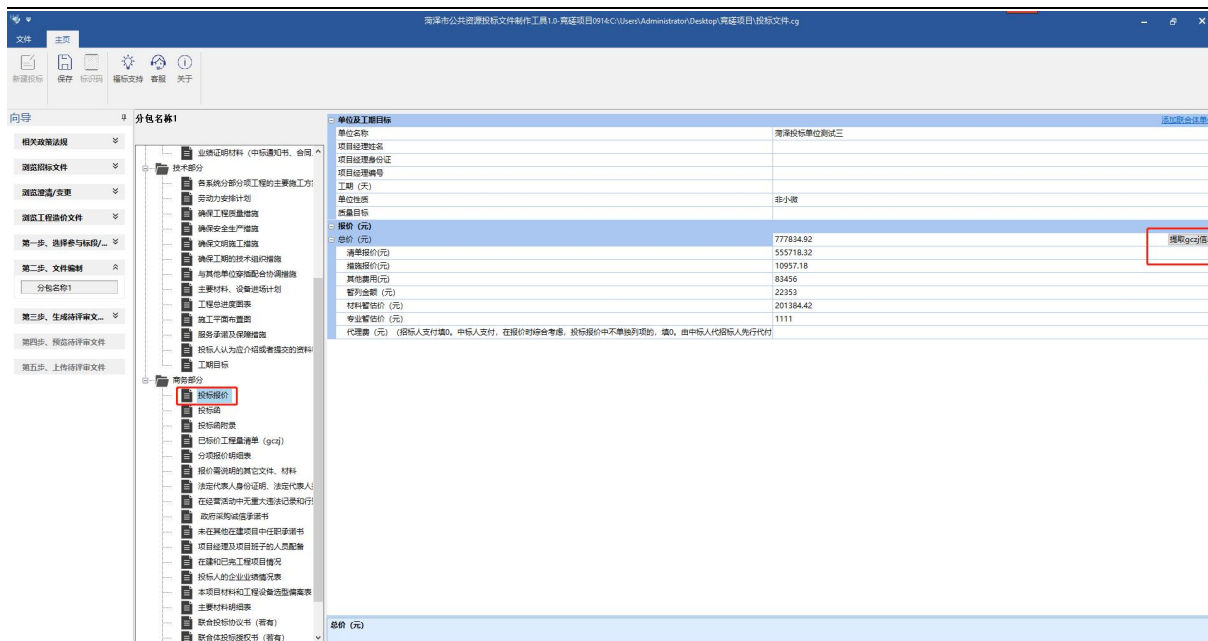 菏泽市公共资源投标文件制作工具1.0-竞磋项目0914:C:\Users\Administrator\Desktop\竞磋项目\投标文件.cg
文件 主页
新建投标 保存 标识码 福标支持 客服 关于
向导
相关政策法规
浏览招标文件
浏览澄清/变更
浏览工程造价文件
第一步、选择参与标段/...
第二步、文件编制
分包名称1
第三步、生成待评审文...
第四步、预览待评审文件
第五步、上传待评审文件
分包名称1
业绩证明材料（中标通知书、合同.
技术部分
各系统分部分项工程的主要施工方
劳动力安排计划
确保工程质量措施
确保安全生产措施
确保文明施工措施
确保工期的技术组织措施
与其他单位穿插配合协调措施
主要材料、设备进场计划
工程总进度图表
施工平面布置图
服务承诺及保障措施
投标人认为应介绍或者提交的资料
工期目标
商务部分
投标报价
投标函
投标函附录
已标价工程量清单（gczj）
分项报价明细表
报价需说明的其它文件、材料
法定代表人身份证明、法定代表人
在经营活动中无重大违法记录和行
政府采购诚信承诺书
未在其他在建项目中任职承诺书
项目经理及项目班子的人员配备
在建和已完工程项目情况
投标人的企业业绩情况表
本项目材料和工程设备选型偏离表
主要材料明细表
联合投标协议书（若有）
联合体投标授权书（若有）
单位及工期目标 添加联合体单
单位名称 菏泽投标单位测试三
项目经理姓名
项目经理身份证
项目经理编号
工期（天）
单位性质 非小微
质量目标
报价（元）
总价（元） 777834.92 提取gczj信
清单报价(元) 555718.32
措施报价(元) 10957.18
其他费用(元) 83456
暂列金额（元） 22353
材料暂估价（元） 201384.42
专业暂估价（元） 1111
代理费（元）（招标人支付填0。中标人支付，在报价时综合考虑，投标报价中不单独列项的，填0。由中标人代招标人先行代付
总价（元）